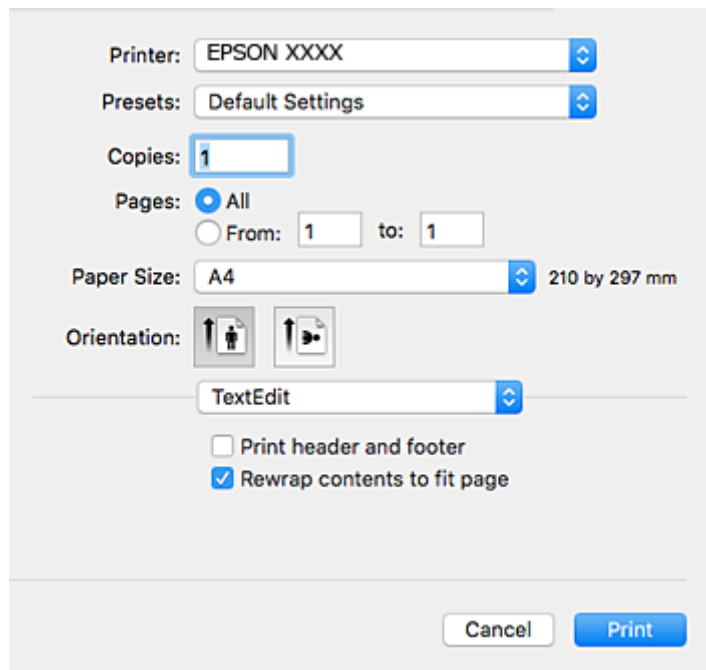 Printer: EPSON XXXX
Presets: Default Settings
Copies: 1
Pages: All
From: 1 to: 1
Paper Size: A4 210 by 297 mm
Orientation:
TextEdit
Print header and footer
Rewrap contents to fit page
Cancel Print